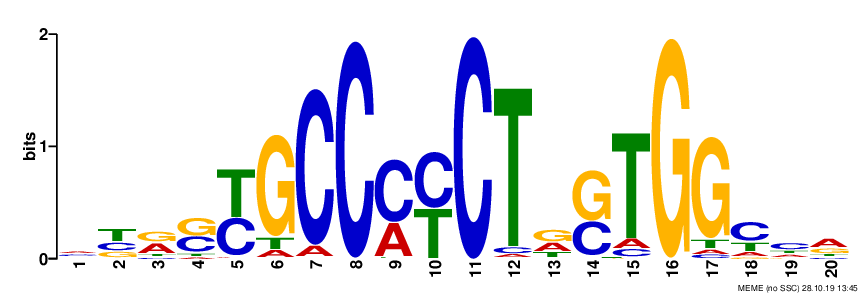 2
bits
1
0
1 2 3 4 5 6 7 8 9 10 11 12 13 14 15 16 17 18 19 20
T C G
G A T
G C T
T C
G T A
C A
C
C A
C T
C
T C A
G A T
G C
T A C
G
G T A C
C T A
C A T
A G T
MEME (no SSC) 28.10.19 13:45